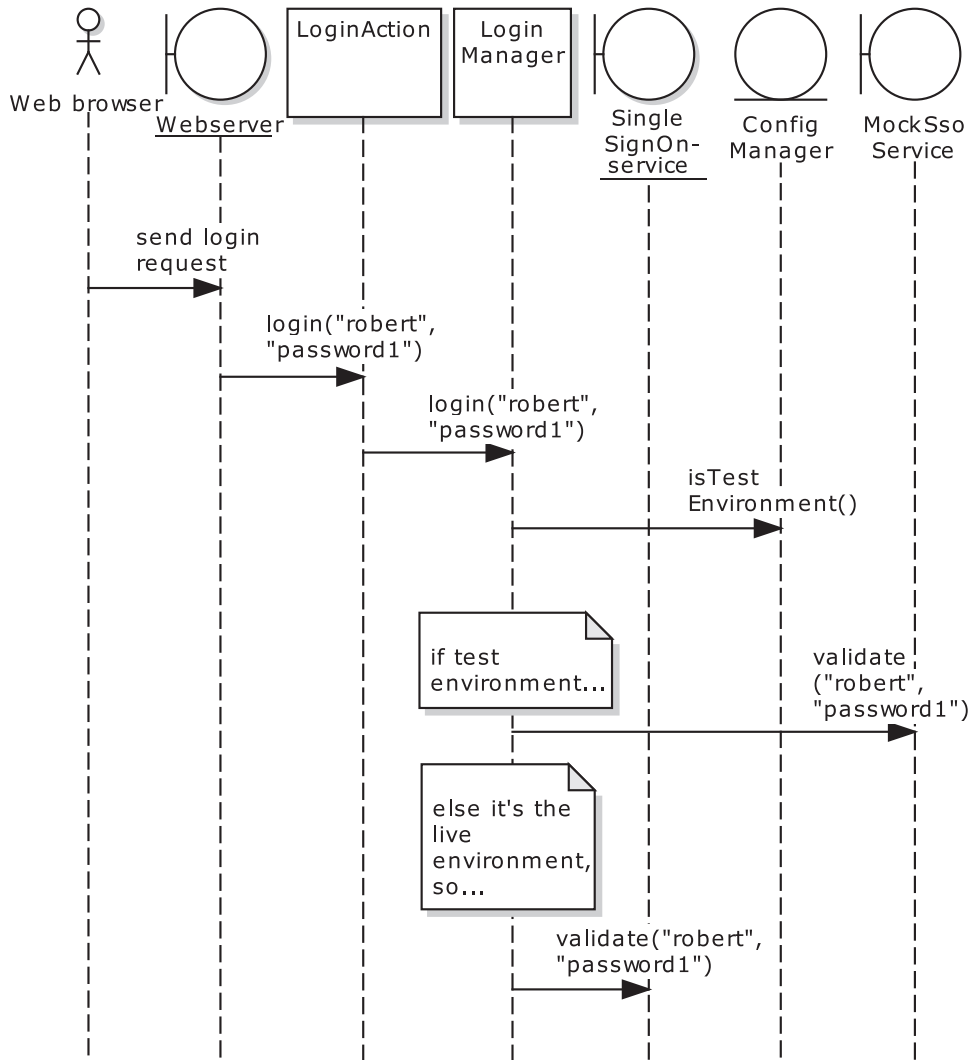 Web browser
Webserver
LoginAction
Login
Manager
Single
SignOn-
service
Config
Manager
MockSso
Service
send login
request
login("robert",
"password1")
login("robert",
"password1")
isTest
Environment()
if test
environment...
validate
("robert",
"password1")
else it's the
live
environment,
so...
validate("robert",
"password1")